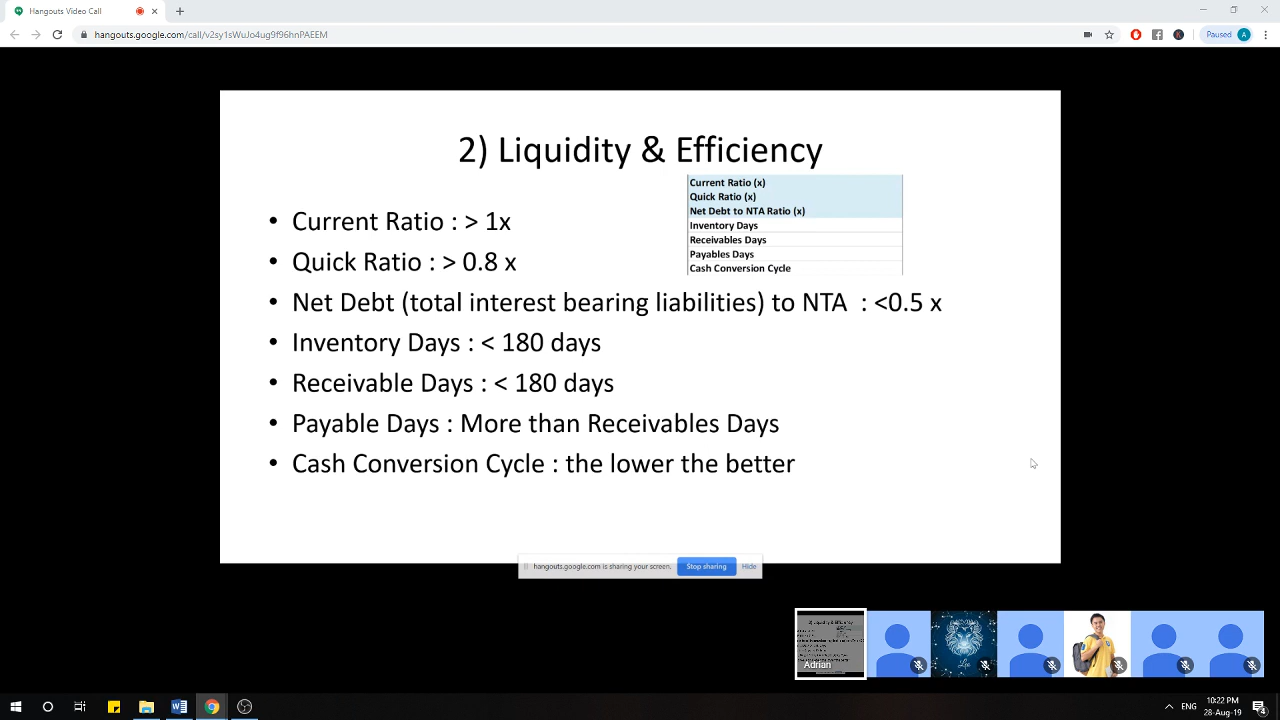 Hangouts Video Call
hangouts.google.com/call/v2sy1sWuJo4ug9f96hnPAEEM
Paused
A
2) Liquidity & Efficiency
Current Ratio (x)
Quick Ratio (x)
Net Debt to NTA Ratio (x)
Inventory Days
Receivables Days
Payables Days
Cash Conversion Cycle
• Current Ratio : > 1x
• Quick Ratio : > 0.8 x
• Net Debt (total interest bearing liabilities) to NTA : <0.5 x
• Inventory Days : < 180 days
• Receivable Days : < 180 days
• Payable Days : More than Receivables Days
• Cash Conversion Cycle : the lower the better
hangouts.google.com is sharing your screen.
Stop sharing
Hide
Adrian
ENG
10:22 PM
28-Aug-19